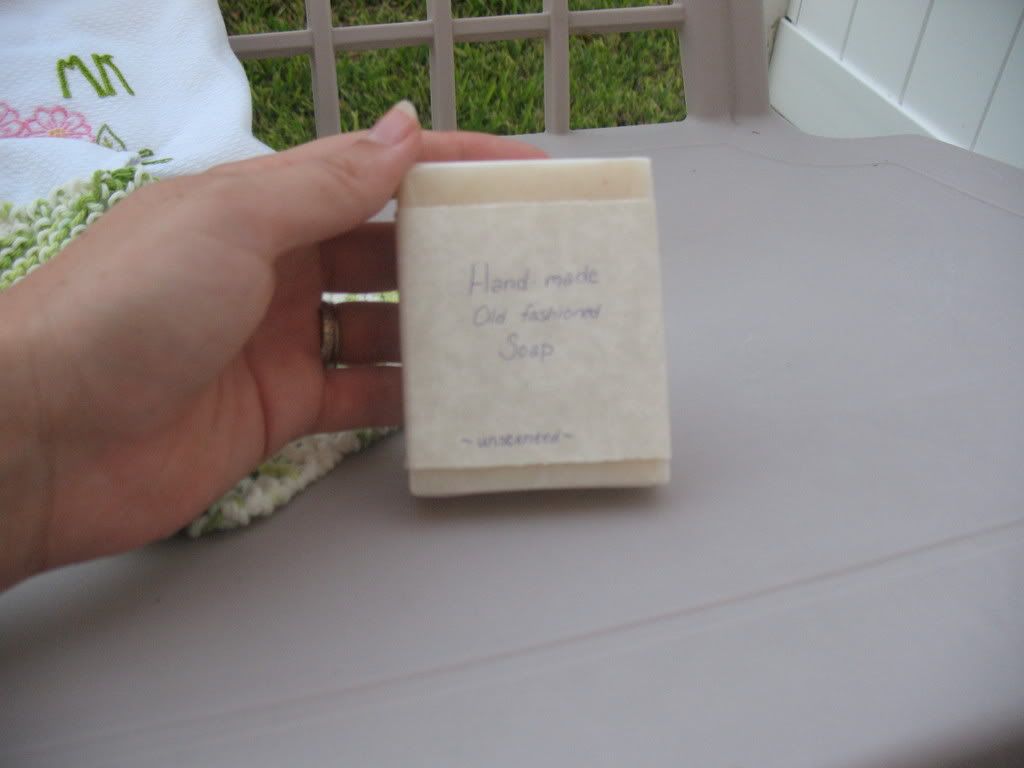 Hand made
Old fashioned
Soap
~unscented~